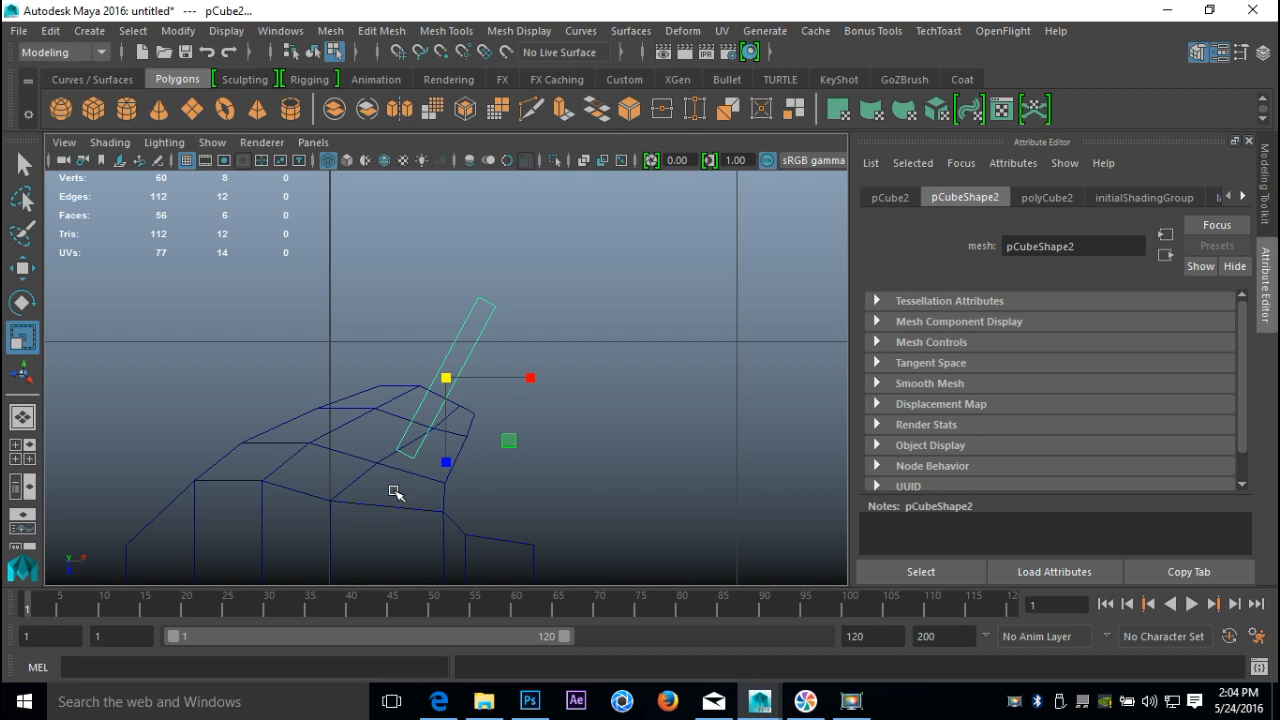 Autodesk Maya 2016: untitled* --- pCube2...
File Edit Create Select Modify Display Windows Mesh Edit Mesh Mesh Tools Mesh Display Curves Surfaces Deform UV Generate Cache Bonus Tools TechToast OpenFlight Help
No Live Surface
Curves / Surfaces Polygons Sculpting Rigging Animation Rendering FX FX Caching Custom XGen Bullet TURTLE KeyShot GoZBrush Coat
Modeling
View Shading Lighting Show Renderer Panels
0.00 1.00 sRGB gamma
Verts: 60 8 0
Edges: 112 12 0
Faces: 56 6 0
Tris: 112 12 0
UVs: 77 14 0
y x
Attribute Editor
List Selected Focus Attributes Show Help
pCube2 pCubeShape2 polyCube2 initialShadingGroup
Focus
mesh: pCubeShape2
Presets
Show Hide
Tessellation Attributes
Mesh Component Display
Mesh Controls
Tangent Space
Smooth Mesh
Displacement Map
Render Stats
Object Display
Node Behavior
UUID
Notes: pCubeShape2
Select Load Attributes Copy Tab
Modeling Toolkit
Attribute Editor
1 5 10 15 20 25 30 35 40 45 50 55 60 65 70 75 80 85 90 95 100 105 110 115 12
1
1 1 1 120 120 200 No Anim Layer No Character Set
MEL
Search the web and Windows
Ps Ae
2:04 PM
5/24/2016